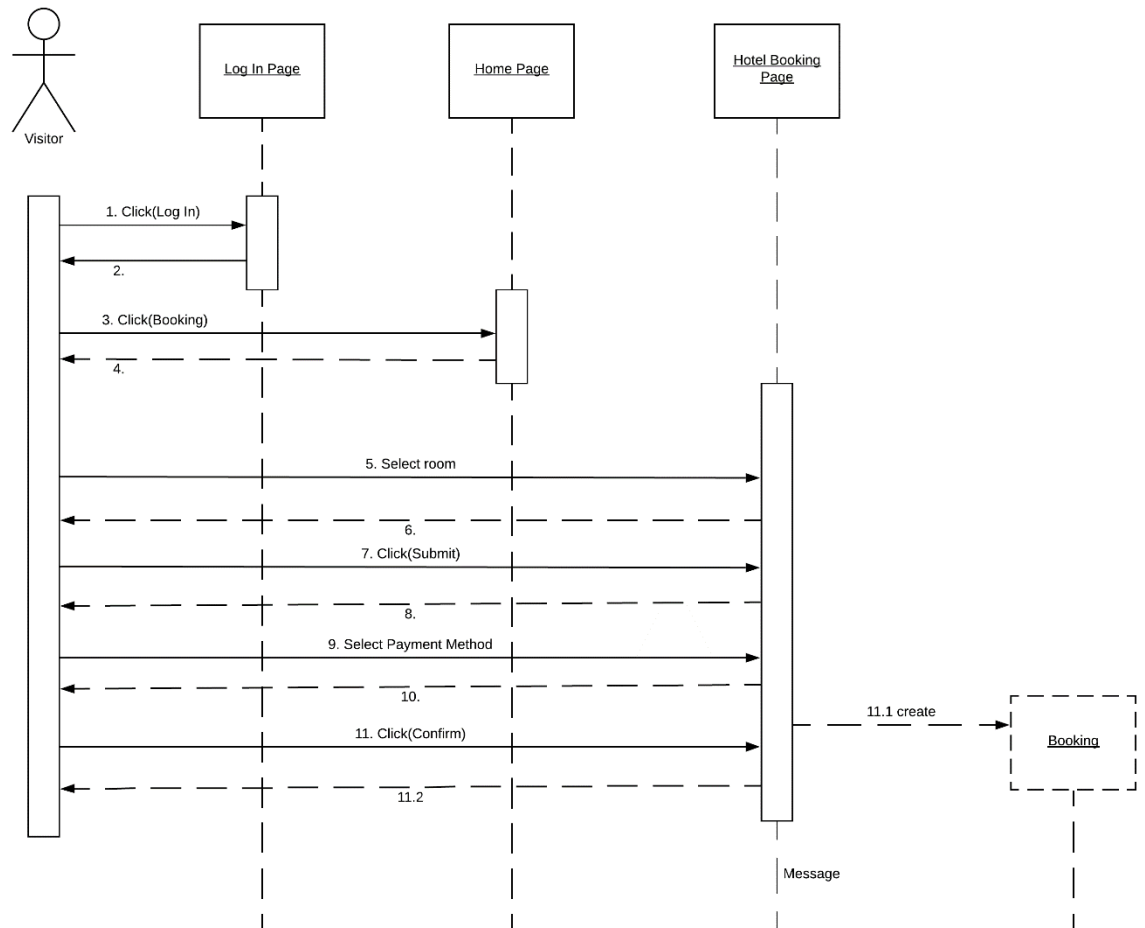 Log In Page
Home Page
Hotel Booking
Page
Visitor
1. Click(Log In)
2.
3. Click(Booking)
4.
5. Select room
6.
7. Click(Submit)
8.
9. Select Payment Method
10.
11.1 create
11. Click(Confirm)
Booking
11.2
Message